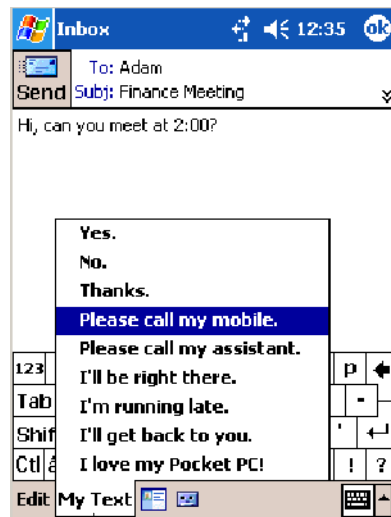 Inbox 12:35 ok
To: Adam
Send Subj: Finance Meeting
Hi, can you meet at 2:00?
Yes.
No.
Thanks.
Please call my mobile.
Please call my assistant.
123 I'll be right there. p
Tab I'm running late. -
Shif I'll get back to you. '
Ctl á I love my Pocket PC! ! ?
Edit My Text